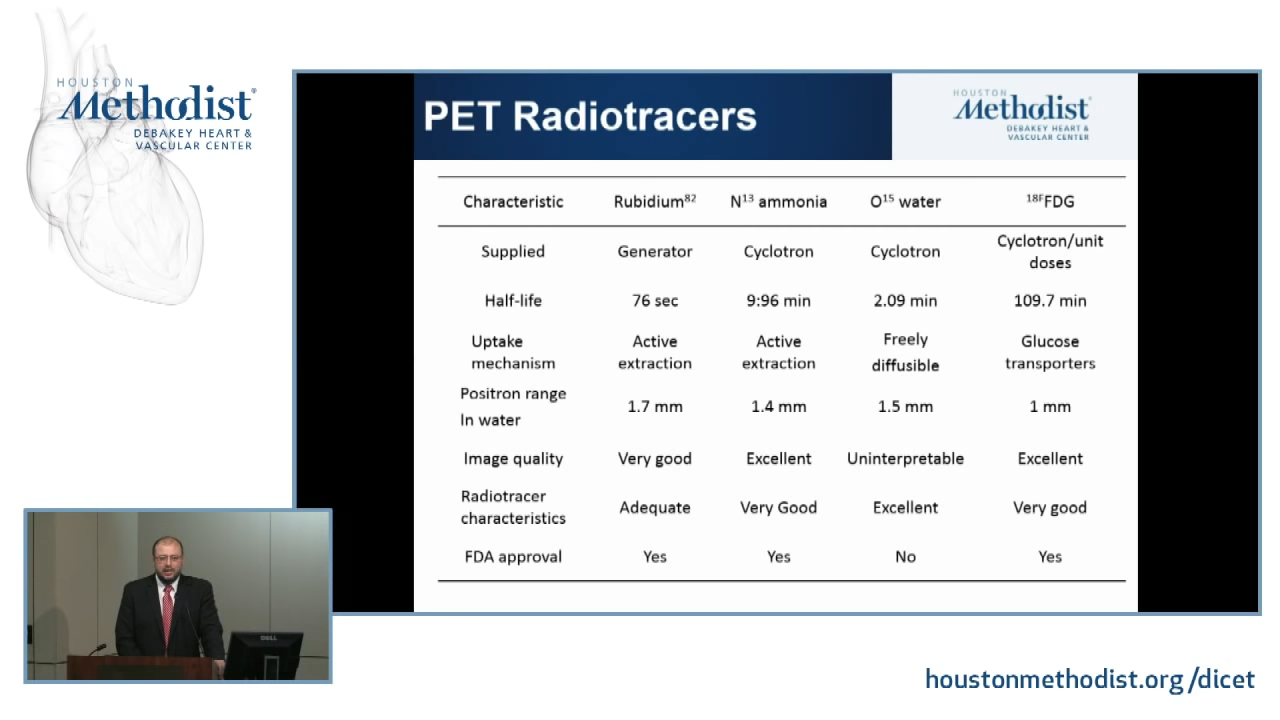 HOUSTON
Methodist®
DEBAKEY HEART &
VASCULAR CENTER
PET Radiotracers
HOUSTON
Methodist®
DEBAKEY HEART &
VASCULAR CENTER
Characteristic Rubidium⁸² N¹³ ammonia O¹⁵ water ¹⁸ᶠFDG
Supplied Generator Cyclotron Cyclotron Cyclotron/unit doses
Half-life 76 sec 9:96 min 2.09 min 109.7 min
Uptake mechanism Active extraction Active extraction Freely diffusible Glucose transporters
Positron range In water 1.7 mm 1.4 mm 1.5 mm 1 mm
Image quality Very good Excellent Uninterpretable Excellent
Radiotracer characteristics Adequate Very Good Excellent Very good
FDA approval Yes Yes No Yes
DELL
houstonmethodist.org/dicet